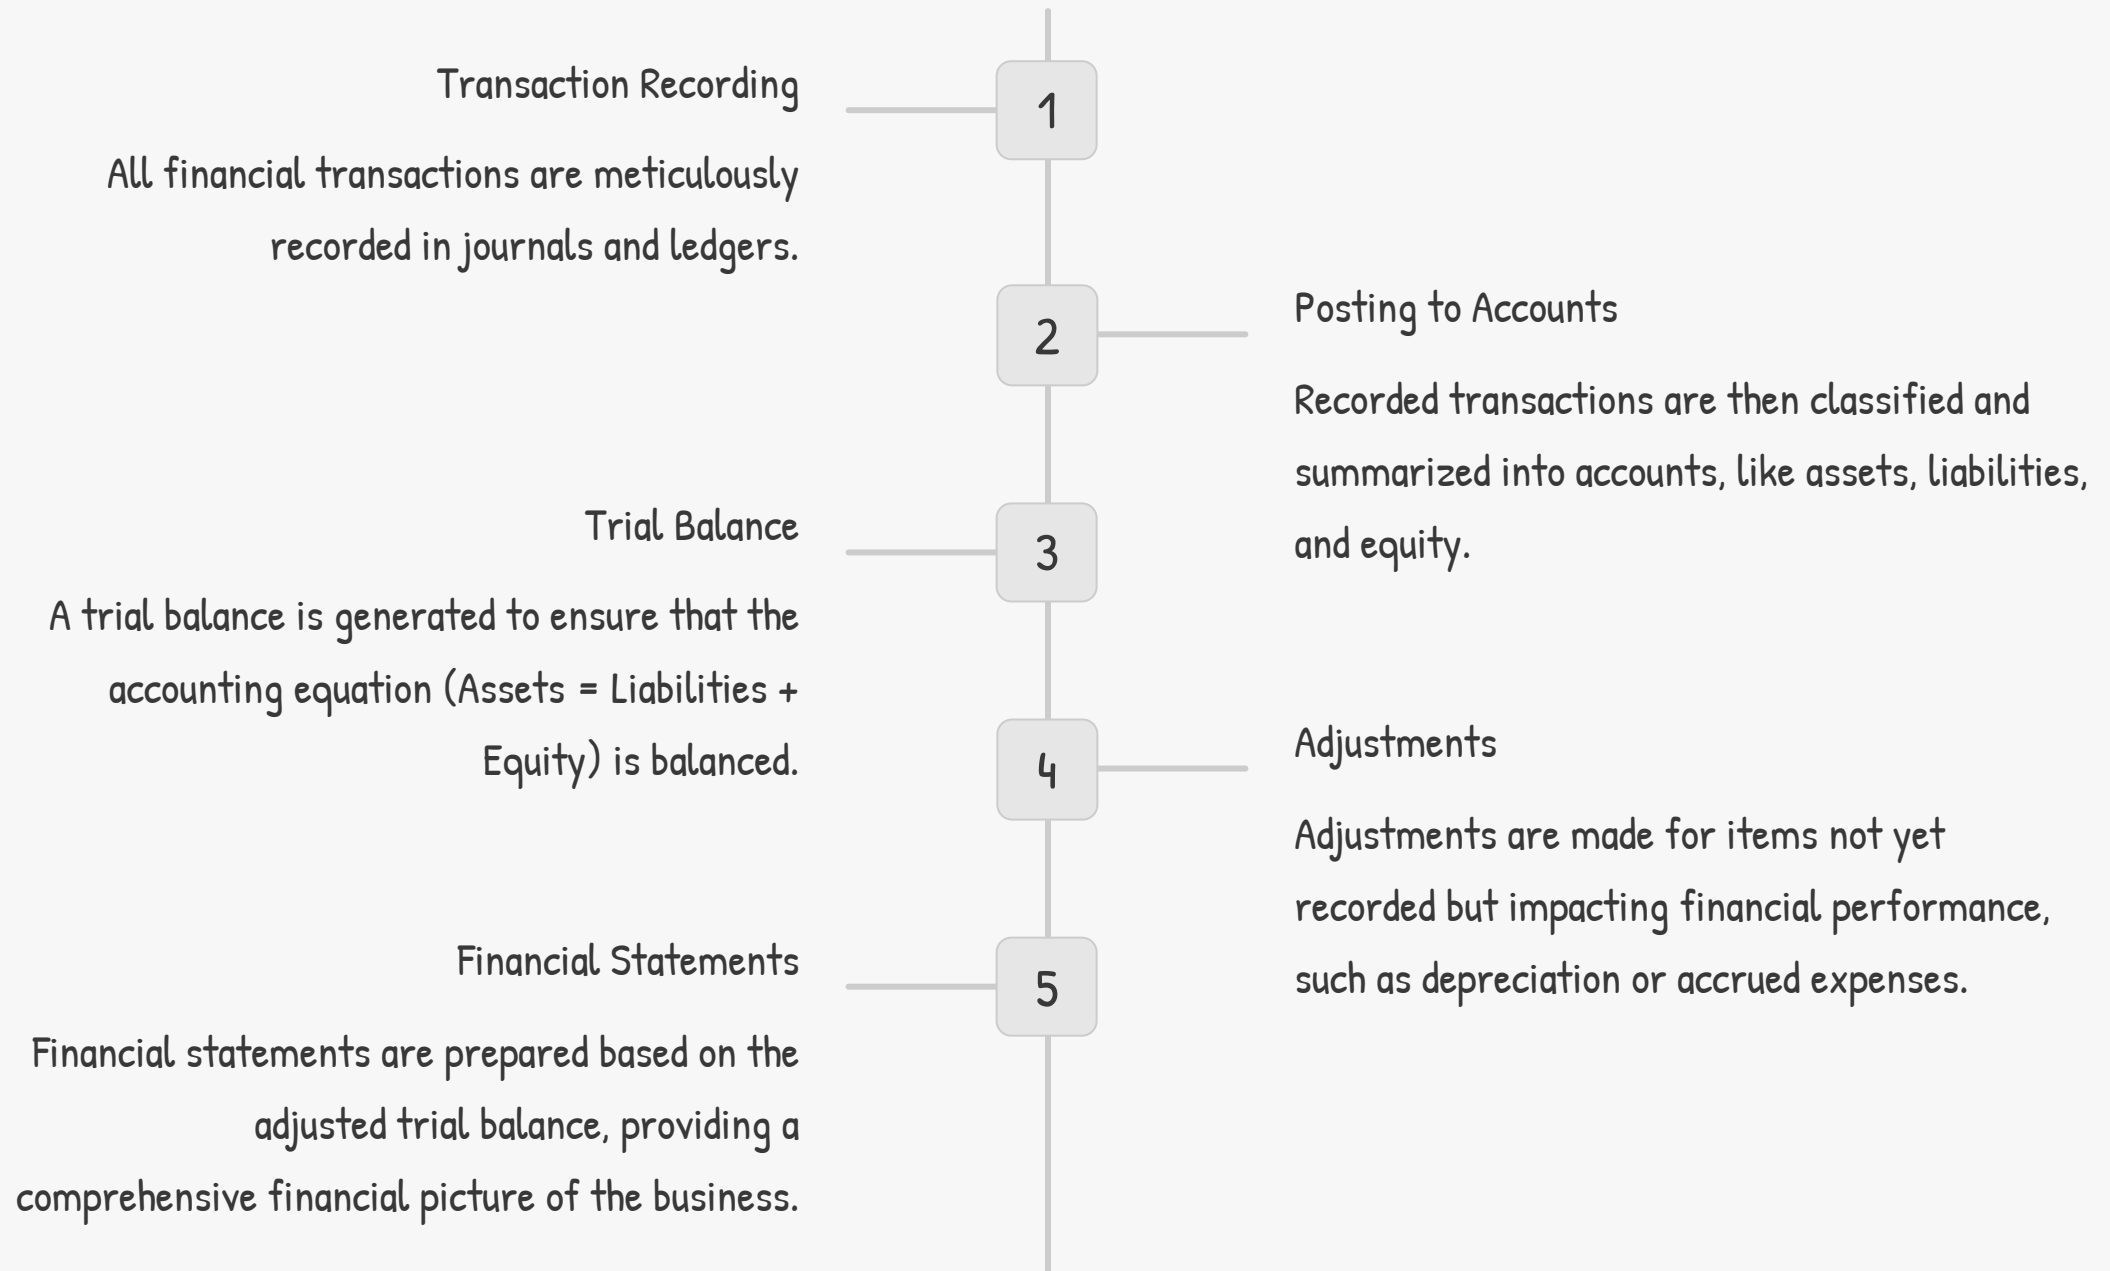 1
Transaction Recording
All financial transactions are meticulously
recorded in journals and ledgers.
2
Posting to Accounts
Recorded transactions are then classified and
summarized into accounts, like assets, liabilities,
and equity.
3
Trial Balance
A trial balance is generated to ensure that the
accounting equation (Assets = Liabilities +
Equity) is balanced.
4
Adjustments
Adjustments are made for items not yet
recorded but impacting financial performance,
such as depreciation or accrued expenses.
5
Financial Statements
Financial statements are prepared based on the
adjusted trial balance, providing a
comprehensive financial picture of the business.